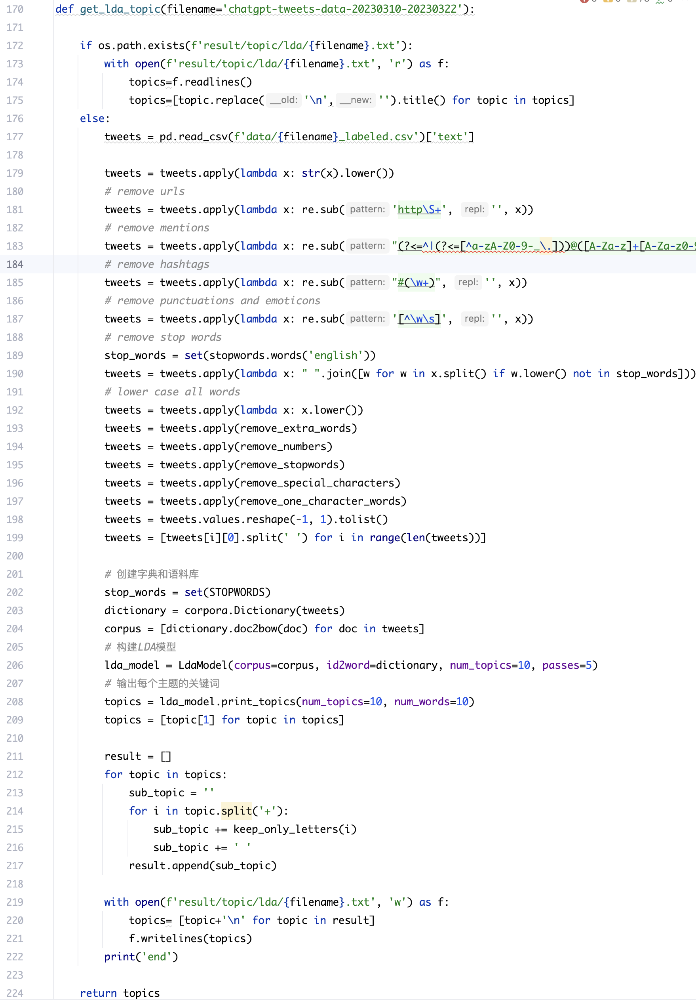 170 def get_lda_topic(filename='chatgpt-tweets-data-20230310-20230322'):
171
172 if os.path.exists(f'result/topic/lda/{filename}.txt'):
173 with open(f'result/topic/lda/{filename}.txt', 'r') as f:
174 topics=f.readlines()
175 topics=[topic.replace( __old: '\n', __new: '').title() for topic in topics]
176 else:
177 tweets = pd.read_csv(f'data/{filename}_labeled.csv')['text']
178
179 tweets = tweets.apply(lambda x: str(x).lower())
180 # remove urls
181 tweets = tweets.apply(lambda x: re.sub( pattern: 'http\S+', repl: '', x))
182 # remove mentions
183 tweets = tweets.apply(lambda x: re.sub( pattern: "(?<=^|(?<=[^a-zA-Z0-9-_\.]))@([A-Za-z]+[A-Za-z0-9
184 # remove hashtags
185 tweets = tweets.apply(lambda x: re.sub( pattern: "#(\w+)", repl: '', x))
186 # remove punctuations and emoticons
187 tweets = tweets.apply(lambda x: re.sub( pattern: '[^\w\s]', repl: '', x))
188 # remove stop words
189 stop_words = set(stopwords.words('english'))
190 tweets = tweets.apply(lambda x: " ".join([w for w in x.split() if w.lower() not in stop_words]))
191 # lower case all words
192 tweets = tweets.apply(lambda x: x.lower())
193 tweets = tweets.apply(remove_extra_words)
194 tweets = tweets.apply(remove_numbers)
195 tweets = tweets.apply(remove_stopwords)
196 tweets = tweets.apply(remove_special_characters)
197 tweets = tweets.apply(remove_one_character_words)
198 tweets = tweets.values.reshape(-1, 1).tolist()
199 tweets = [tweets[i][0].split(' ') for i in range(len(tweets))]
200
201 # 创建字典和语料库
202 stop_words = set(STOPWORDS)
203 dictionary = corpora.Dictionary(tweets)
204 corpus = [dictionary.doc2bow(doc) for doc in tweets]
205 # 构建LDA模型
206 lda_model = LdaModel(corpus=corpus, id2word=dictionary, num_topics=10, passes=5)
207 # 输出每个主题的关键词
208 topics = lda_model.print_topics(num_topics=10, num_words=10)
209 topics = [topic[1] for topic in topics]
210
211 result = []
212 for topic in topics:
213 sub_topic = ''
214 for i in topic.split('+'):
215 sub_topic += keep_only_letters(i)
216 sub_topic += ' '
217 result.append(sub_topic)
218
219 with open(f'result/topic/lda/{filename}.txt', 'w') as f:
220 topics= [topic+'\n' for topic in result]
221 f.writelines(topics)
222 print('end')
223
224 return topics